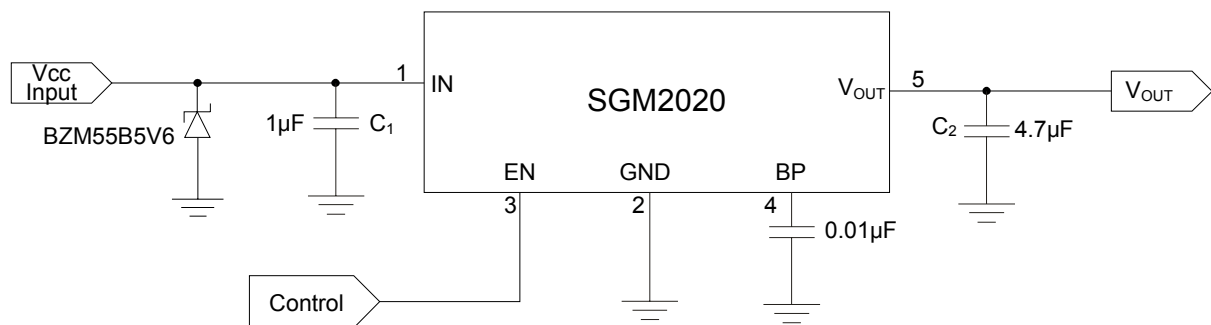 Vcc
Input
BZM55B5V6
1µF
C1
1
IN
SGM2020
VOUT
5
VOUT
C2
4.7µF
EN
GND
BP
3
2
4
0.01µF
Control